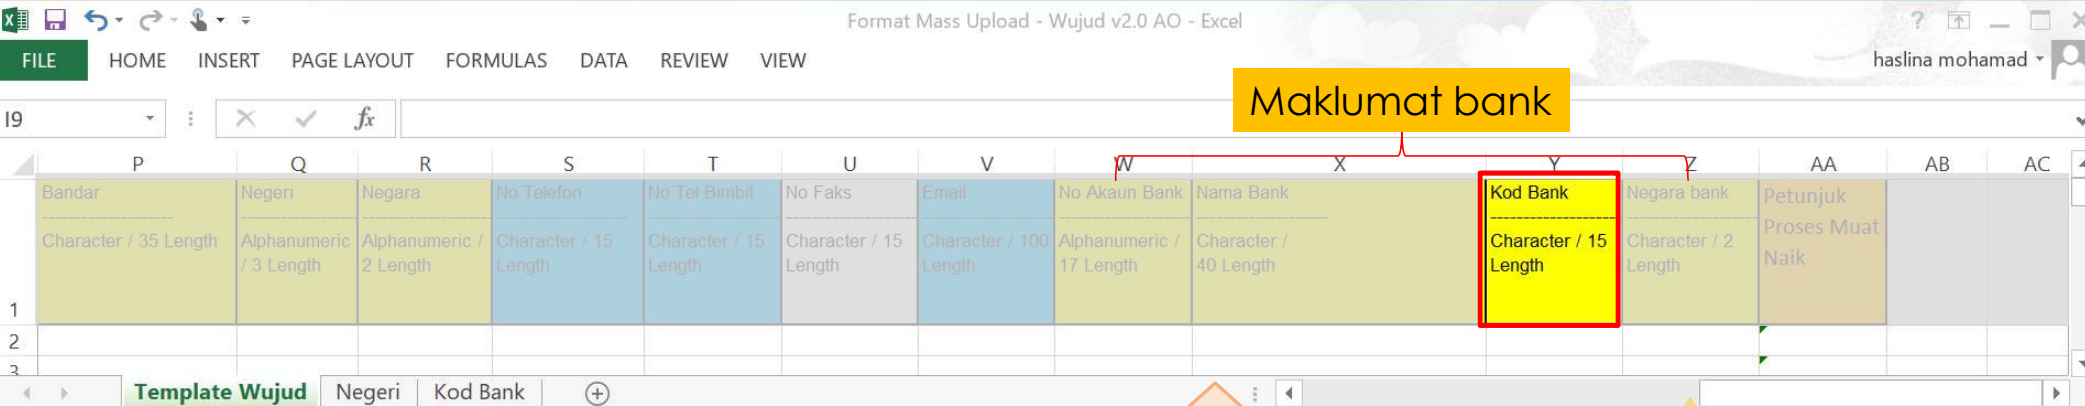 Format Mass Upload - Wujud v2.0 AO - Excel
FILE HOME INSERT PAGE LAYOUT FORMULAS DATA REVIEW VIEW
haslina mohamad
Maklumat bank
I9
fx
P Q R S T U V W X Y Z AA AB AC
1
Bandar
--------------------
Character / 35 Length
Negeri
-----------------
Alphanumeric
/ 3 Length
Negara
--------------------
Alphanumeric /
2 Length
No Telefon
--------------------
Character / 15
Length
No Tel Bimbit
------------------
Character / 15
Length
No Faks
--------------------
Character / 15
Length
Email
--------------------
Character / 100
Length
No Akaun Bank
--------------------
Alphanumeric /
17 Length
Nama Bank
--------------------
Character /
40 Length
Kod Bank
--------------------
Character / 15
Length
Negara bank
--------------------
Character / 2
Length
Petunjuk
Proses Muat
Naik
2
3
Template Wujud Negeri Kod Bank